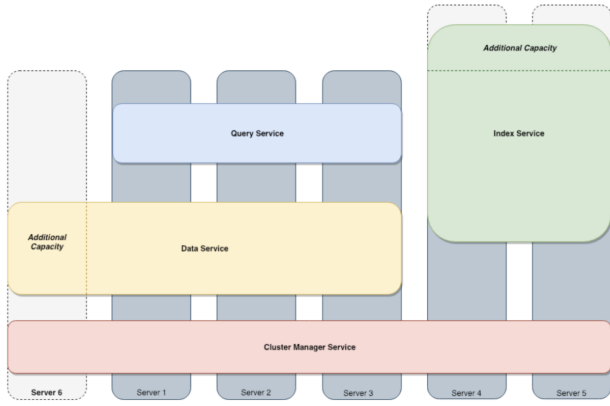 Additional Capacity
Query Service
Index Service
Additional
Capacity
Data Service
Cluster Manager Service
Server 6
Server 1
Server 2
Server 3
Server 4
Server 5